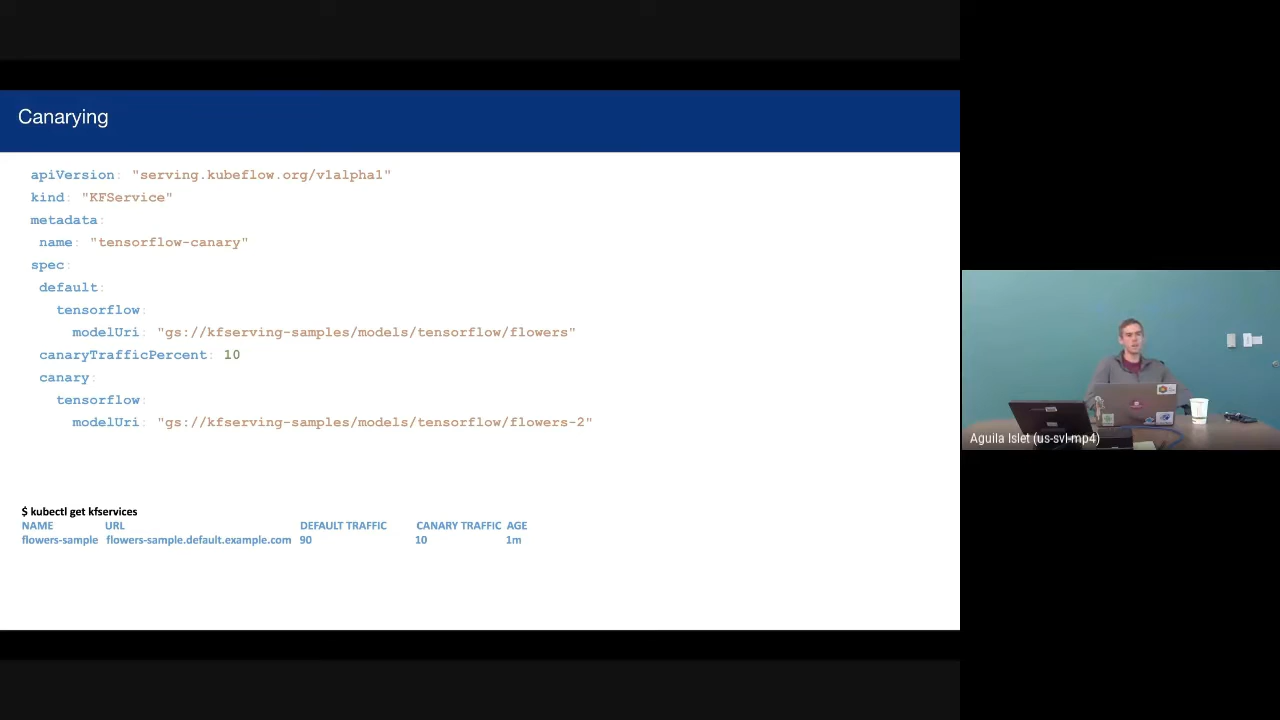 Canarying
apiVersion: "serving.kubeflow.org/v1alpha1"
kind: "KFService"
metadata:
name: "tensorflow-canary"
spec:
default:
tensorflow:
modelUri: "gs://kfserving-samples/models/tensorflow/flowers"
canaryTrafficPercent: 10
canary:
tensorflow:
modelUri: "gs://kfserving-samples/models/tensorflow/flowers-2"
$ kubectl get kfservices
NAME URL DEFAULT TRAFFIC CANARY TRAFFIC AGE
flowers-sample flowers-sample.default.example.com 90 10 1m
Aguila Islet (us-svl-mp4)